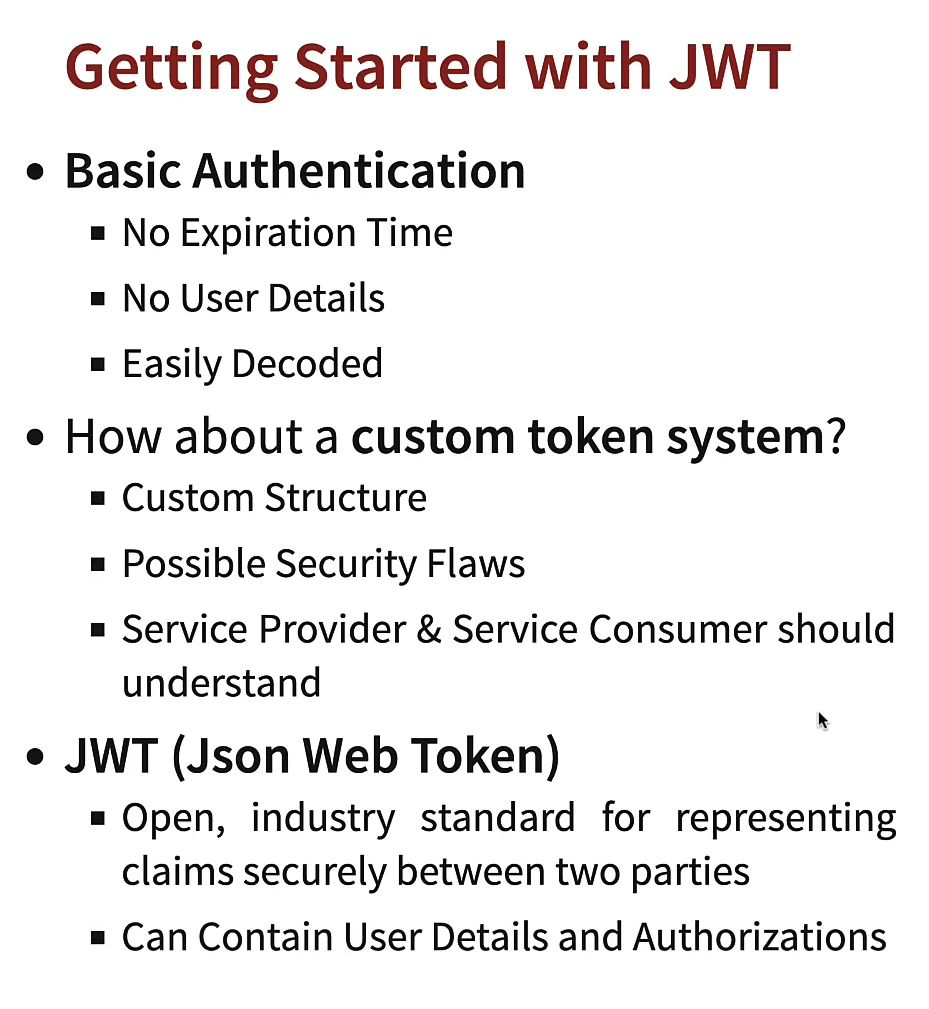 Getting Started with JWT
• Basic Authentication
▪ No Expiration Time
▪ No User Details
▪ Easily Decoded
• How about a custom token system?
▪ Custom Structure
▪ Possible Security Flaws
▪ Service Provider & Service Consumer should
understand
• JWT (Json Web Token)
▪ Open, industry standard for representing
claims securely between two parties
▪ Can Contain User Details and Authorizations